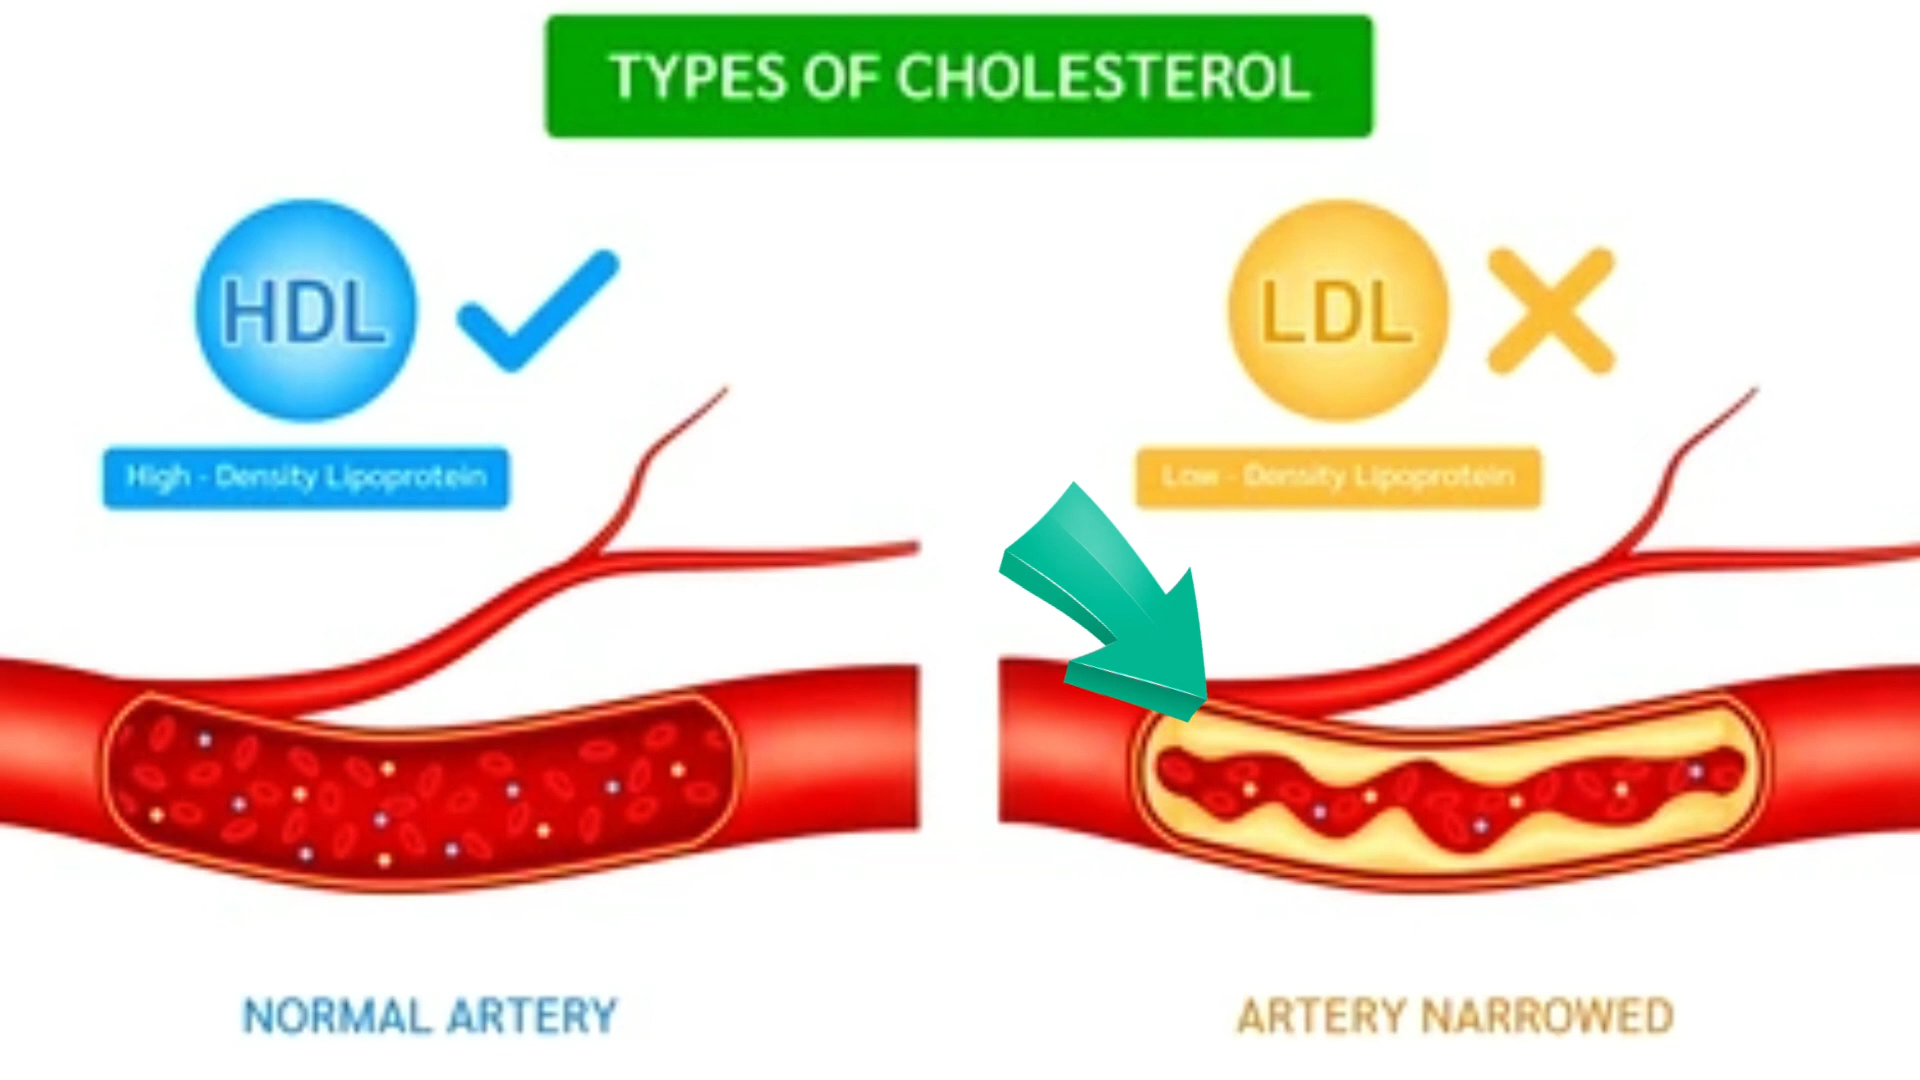 TYPES OF CHOLESTEROL
HDL
High - Density Lipoprotein
NORMAL ARTERY
LDL
Low - Density Lipoprotein
ARTERY NARROWED